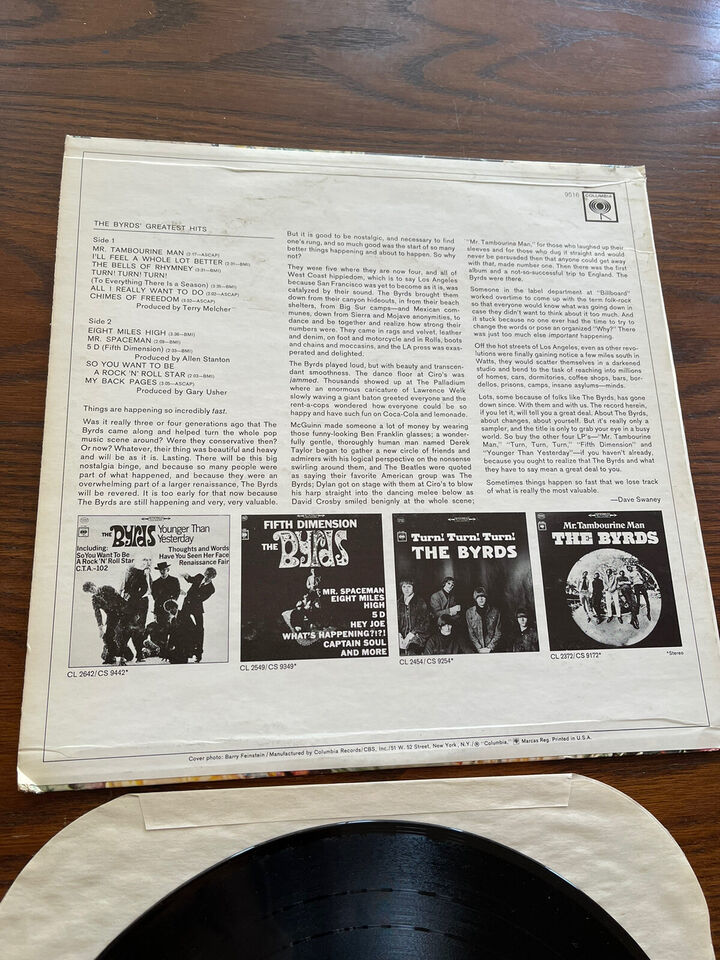 9516
COLUMBIA
THE BYRDS' GREATEST HITS
Side 1
MR. TAMBOURINE MAN (2:17—ASCAP)
I'LL FEEL A WHOLE LOT BETTER (2:31—BMI)
THE BELLS OF RHYMNEY (3:31—BMI)
TURN! TURN! TURN!
(To Everything There Is a Season) (3:35—BMI)
ALL I REALLY WANT TO DO (2:02—ASCAP)
CHIMES OF FREEDOM (3:52—ASCAP)
Produced by Terry Melcher
Side 2
EIGHT MILES HIGH (3:36—BMI)
MR. SPACEMAN (2:09—BMI)
5 D (Fifth Dimension) (2:33—BMI)
Produced by Allen Stanton
SO YOU WANT TO BE
A ROCK 'N' ROLL STAR (2:03—BMI)
MY BACK PAGES (3:05—ASCAP)
Produced by Gary Usher
Things are happening so incredibly fast.
Was it really three or four generations ago that The
Byrds came along and helped turn the whole pop
music scene around? Were they conservative then?
Or now? Whatever, their thing was beautiful and heavy
and will be as it is. Lasting. There will be this big
nostalgia binge, and because so many people were
part of what happened, and because they were an
overwhelming part of a larger renaissance, The Byrds
will be revered. It is too early for that now because
The Byrds are still happening and very, very valuable.
But it is good to be nostalgic, and necessary to find
one's rung, and so much good was the start of so many
better things happening and about to happen. So why
not?
They were five where they are now four, and all of
West Coast hippiedom, which is to say Los Angeles
because San Francisco was yet to become as it is, was
catalyzed by their sound. The Byrds brought them
down from their canyon hideouts, in from their beach
shelters, from Big Sur camps—and Mexican com-
munes, down from Sierra and Mojave anonymities, to
dance and be together and realize how strong their
numbers were. They came in rags and velvet, leather
and denim, on foot and motorcycle and in Rolls, boots
and chains and moccasins, and the LA press was exas-
perated and delighted.
The Byrds played loud, but with beauty and transcen-
dant smoothness. The dance floor at Ciro's was
jammed. Thousands showed up at The Palladium
where an enormous caricature of Lawrence Welk
slowly waving a giant baton greeted everyone and the
rent-a-cops wondered how everyone could be so
happy and have such fun on Coca-Cola and lemonade.
McGuinn made someone a lot of money by wearing
those funny-looking Ben Franklin glasses; a wonder-
fully gentle, thoroughly human man named Derek
Taylor began to gather a new circle of friends and
admirers with his logical perspective on the nonsense
swirling around them, and The Beatles were quoted
as saying their favorite American group was The
Byrds; Dylan got on stage with them at Ciro's to blow
his harp straight into the dancing melee below as
David Crosby smiled benignly at the whole scene;
"Mr. Tambourine Man," for those who laughed up their
sleeves and for those who dug it straight and would
never be persuaded then that anyone could get away
with that, made number one. Then there was the first
album and a not-so-successful trip to England. The
Byrds were there.
Someone in the label department at "Billboard"
worked overtime to come up with the term folk-rock
so that everyone would know what was going down in
case they didn't want to think about it too much. And
it stuck because no one ever had the time to try to
change the words or pose an organized "Why?" There
was just too much else important happening.
Off the hot streets of Los Angeles, even as other revo-
lutions were finally gaining notice a few miles south in
Watts, they would scatter themselves in a darkened
studio and bend to the task of reaching into millions
of homes, cars, dormitories, coffee shops, bars, bor-
dellos, prisons, camps, insane asylums—minds.
Lots, some because of folks like The Byrds, has gone
down since. With them and with us. The record herein,
if you let it, will tell you a great deal. About The Byrds,
about changes, about yourself. But it's really only a
sampler, and the title is only to grab your eye in a busy
world. So buy the other four LP's—"Mr. Tambourine
Man," "Turn, Turn, Turn," "Fifth Dimension" and
"Younger Than Yesterday"—if you haven't already,
because you ought to realize that The Byrds and what
they have to say mean a great deal to you.
Sometimes things happen so fast that we lose track
of what is really the most valuable.
—Dave Swaney
THE Byrds Younger Than
Yesterday
Including:
So You Want To Be
A Rock 'N' Roll Star
C.T.A.-102
Thoughts and Words
Have You Seen Her Face
Renaissance Fair
CL 2642/CS 9442*
FIFTH DIMENSION
THE Byrds
MR. SPACEMAN
EIGHT MILES
HIGH
5 D
HEY JOE
WHAT'S HAPPENING?!?!
CAPTAIN SOUL
AND MORE
CL 2549/CS 9349*
Turn! Turn! Turn!
THE BYRDS
CL 2454/CS 9254*
Mr. Tambourine Man
THE BYRDS
CL 2372/CS 9172*
*Stereo
Cover photo: Barry Feinstein/Manufactured by Columbia Records/CBS, Inc./51 W. 52 Street, New York, N.Y./® "Columbia," Marcas Reg. Printed in U.S.A.